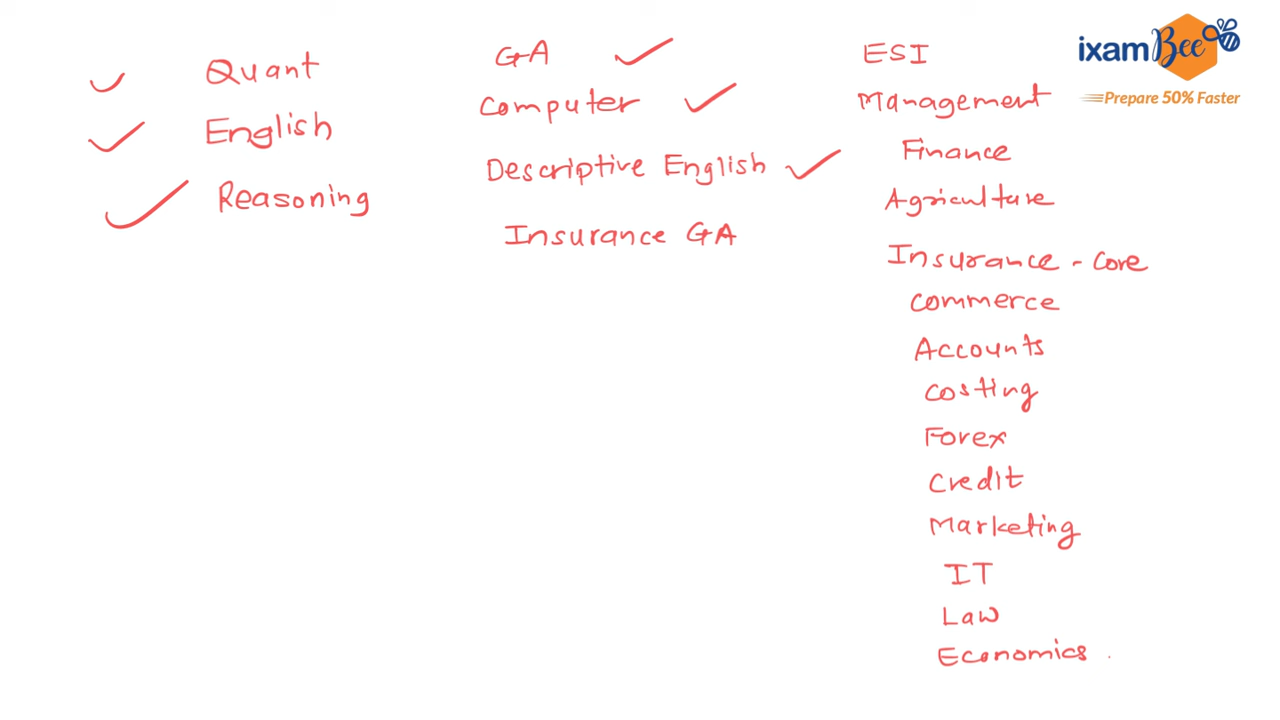 Quant
English
Reasoning
GA
Computer
Descriptive English
Insurance GA
ESI
Management
Finance
Agriculture
Insurance - Core
Commerce
Accounts
Costing
Forex
Credit
Marketing
IT
Law
Economics
ixamBee
Prepare 50% Faster